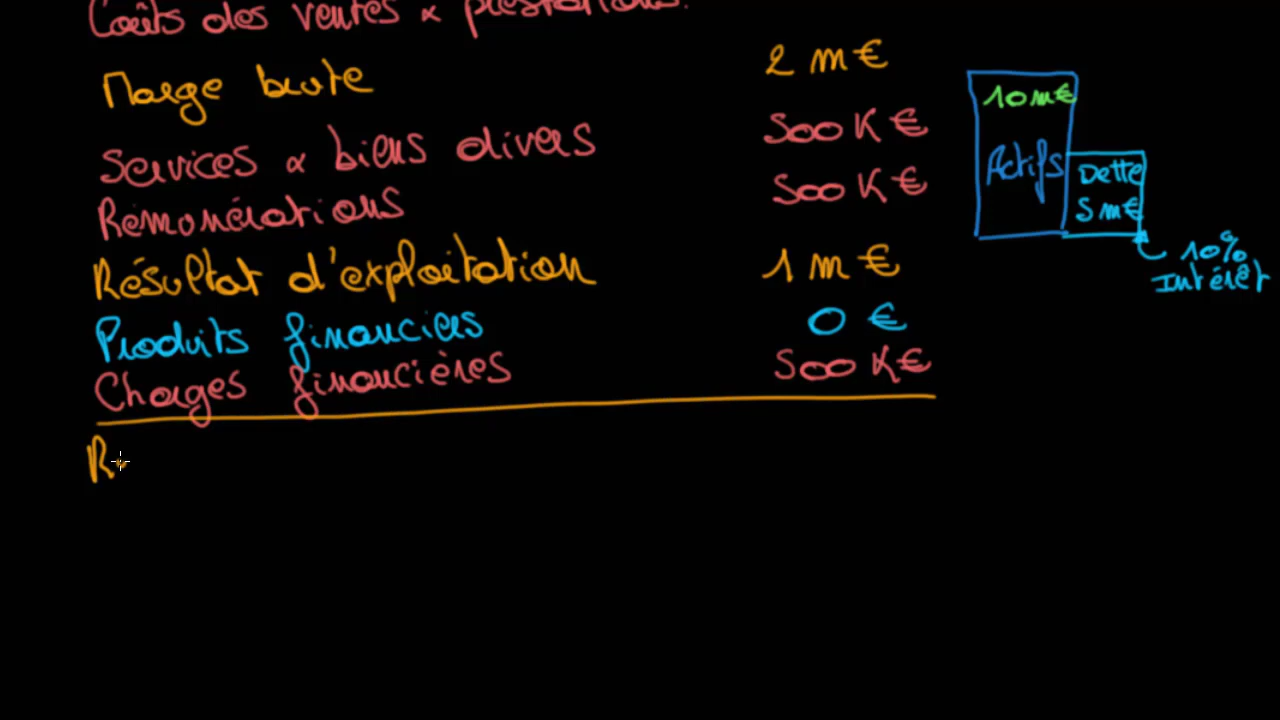 Coûts des ventes & prestations.
Marge brute 2 m€
Services & biens divers 500 K€
Rémunérations 500 K€
Résultat d'exploitation 1 m€
Produits financiers 0 €
Charges financières 500 K€
R
10 m€
Actifs
Dette
5 m€
10%
Intérêt